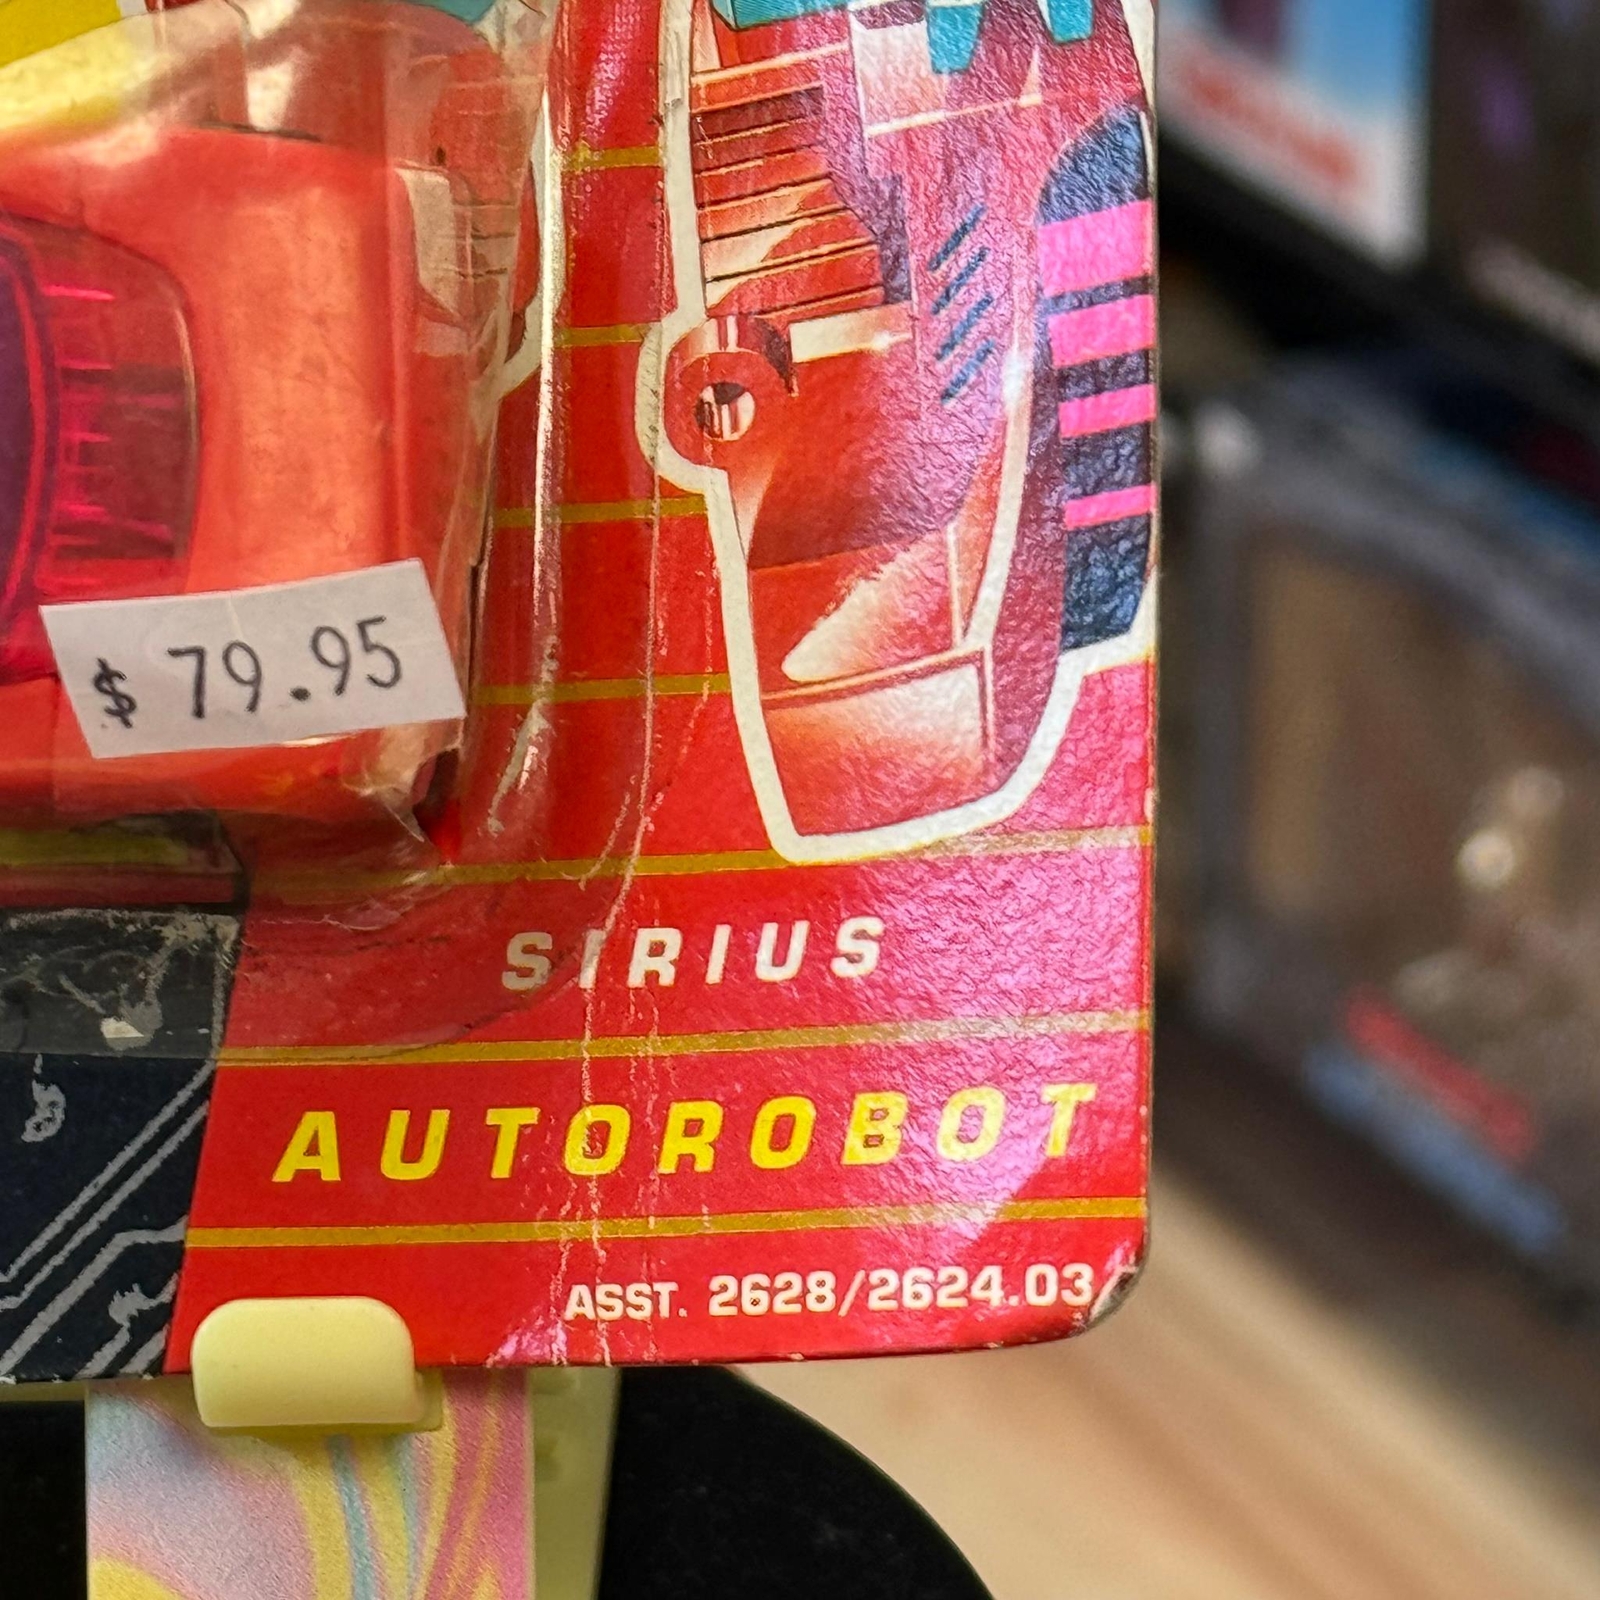 $ 79.95
SIRIUS
AUTOROBOT
ASST. 2628/2624.03